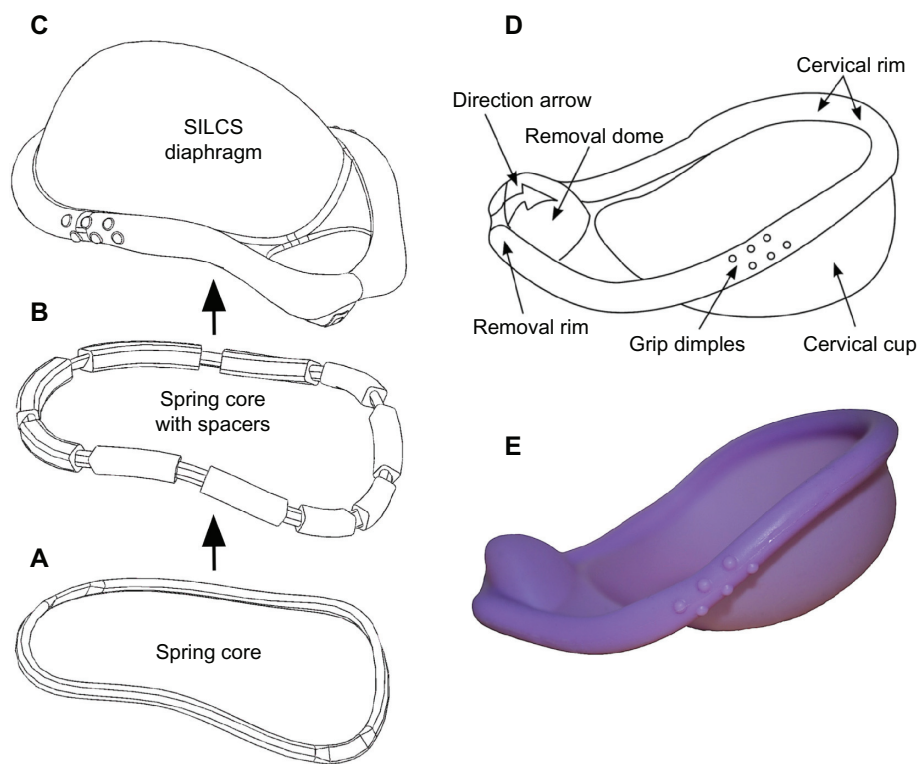 C
SILCS
diaphragm
B
Spring core
with spacers
A
Spring core
D
Cervical rim
Direction arrow
Removal dome
Removal rim
Grip dimples
Cervical cup
E